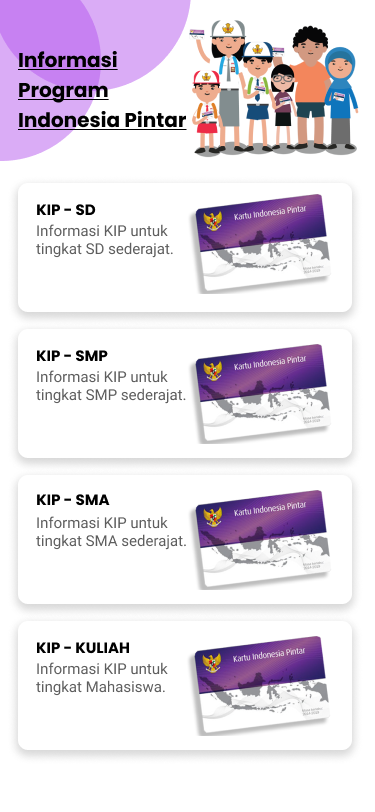 Informasi
Program
Indonesia Pintar
KIP - SD
Informasi KIP untuk
tingkat SD sederajat.
Kartu Indonesia Pintar
KIP - SMP
Informasi KIP untuk
tingkat SMP sederajat.
Kartu Indonesia Pintar
KIP - SMA
Informasi KIP untuk
tingkat SMA sederajat.
Kartu Indonesia Pintar
KIP - KULIAH
Informasi KIP untuk
tingkat Mahasiswa.
Kartu Indonesia Pintar